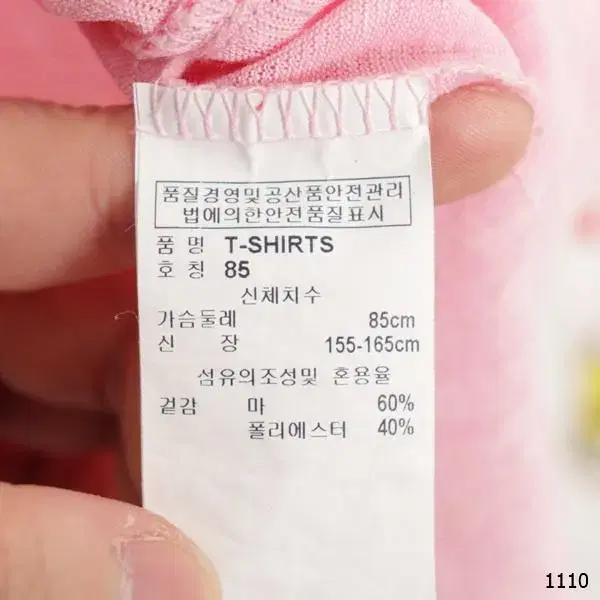 품질경영및공산품안전관리
법에의한안전품질표시
품 명 T-SHIRTS
호 칭 85
신체치수
가슴둘레 85cm
신 장 155-165cm
섬유의조성및 혼용율
겉감 마 60%
폴리에스터 40%
1110